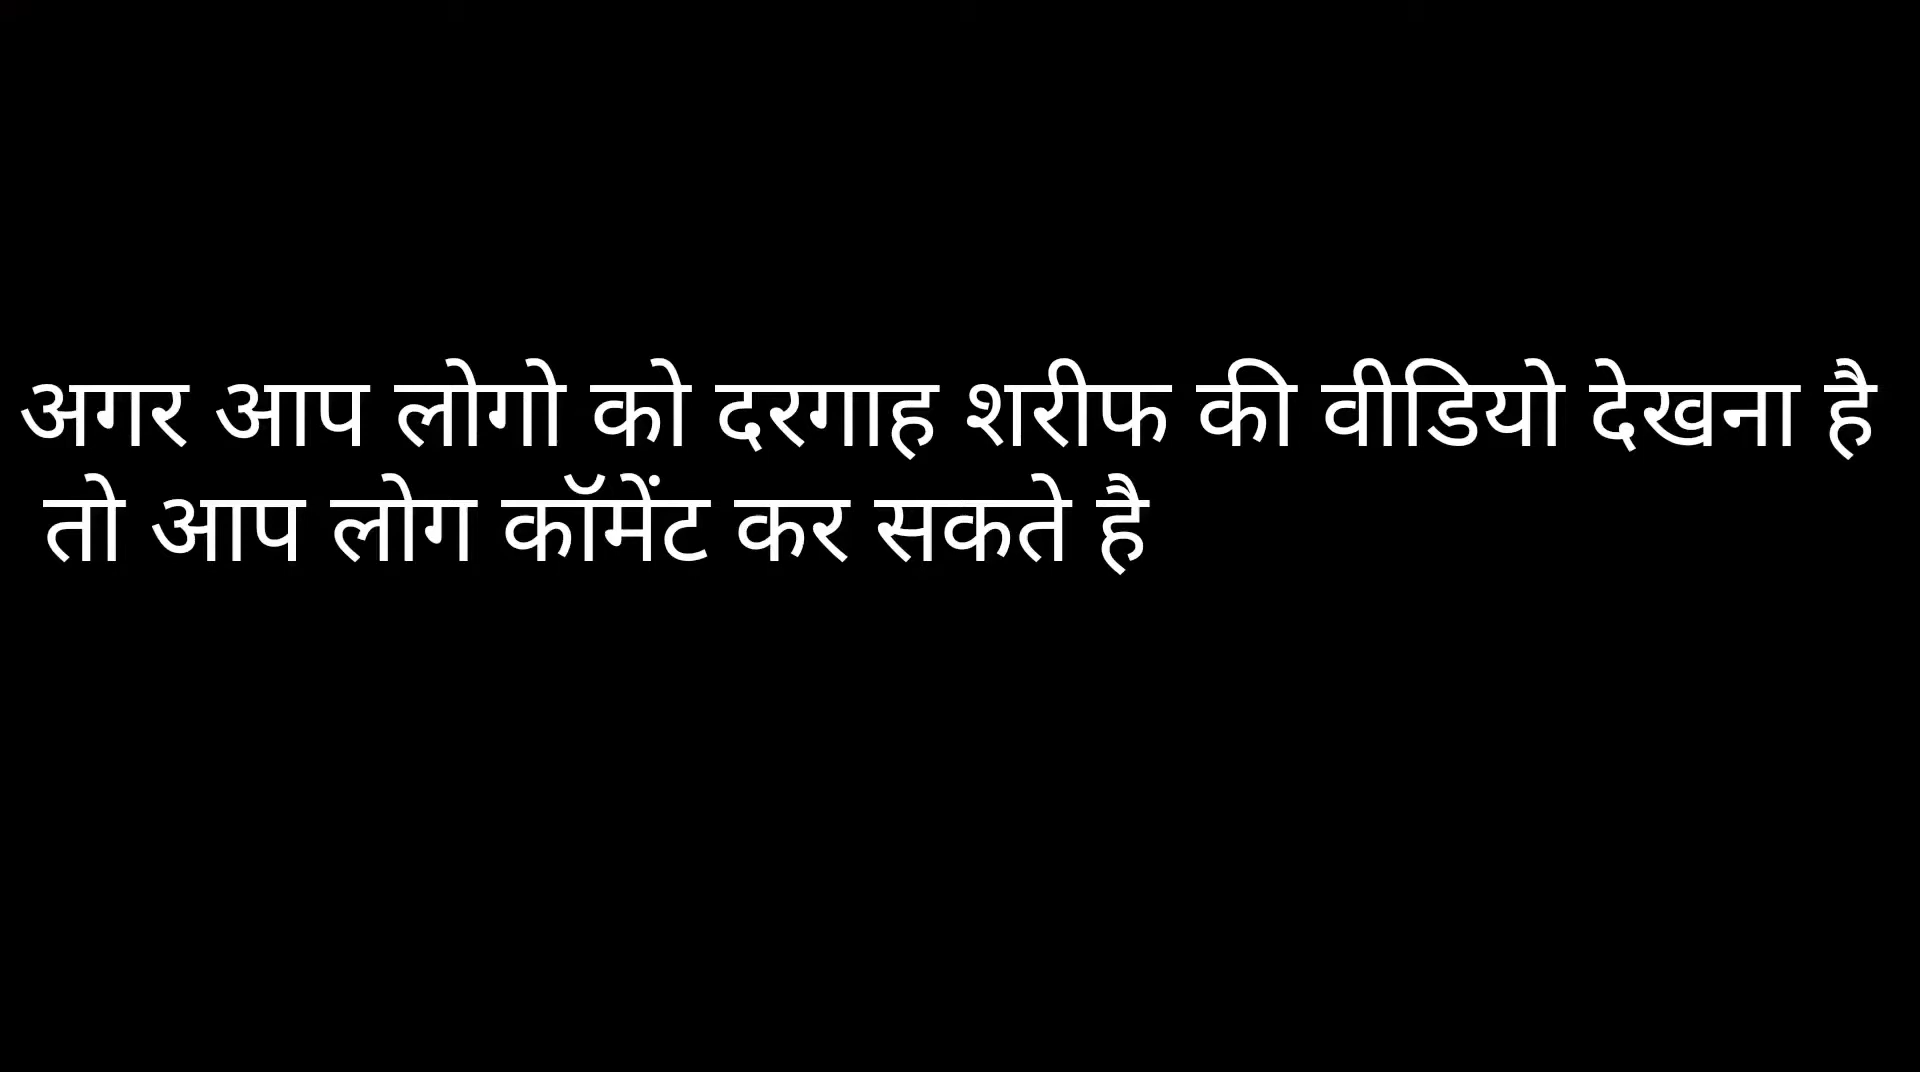 अगर आप लोगो को दरगाह शरीफ की वीडियो देखना है
तो आप लोग कॉमेंट कर सकते है